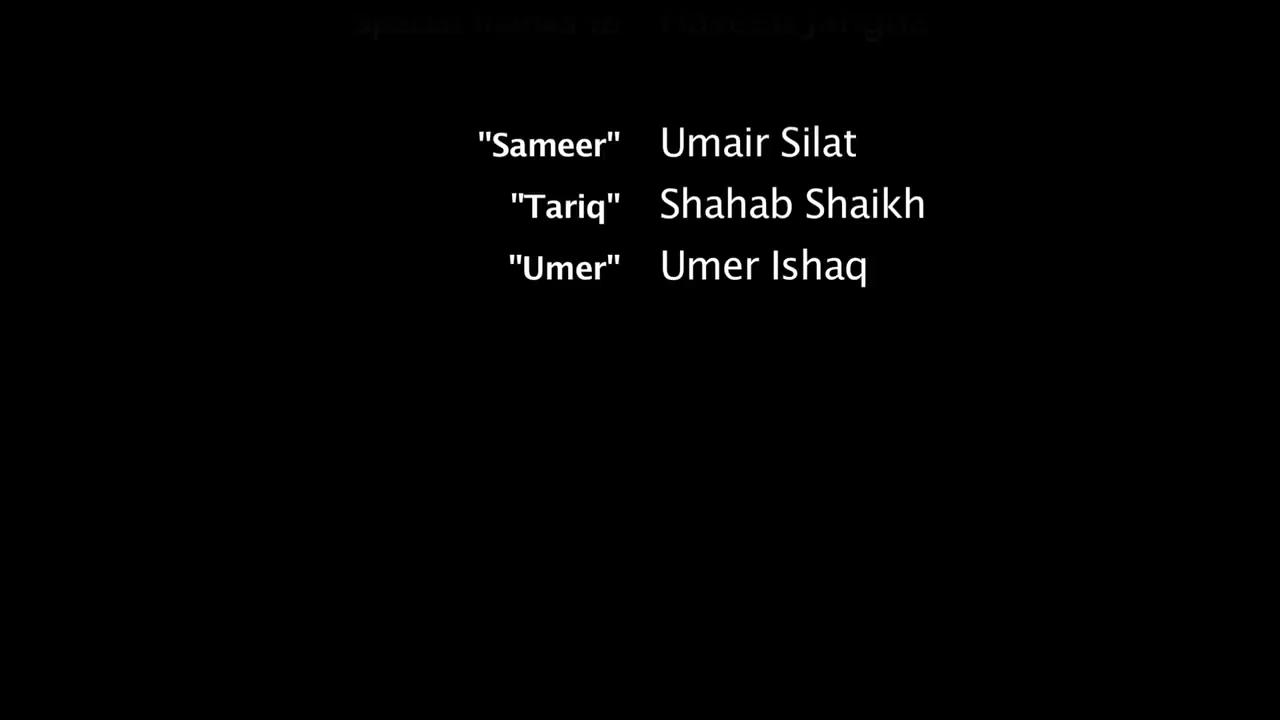 "Sameer" Umair Silat
"Tariq" Shahab Shaikh
"Umer" Umer Ishaq